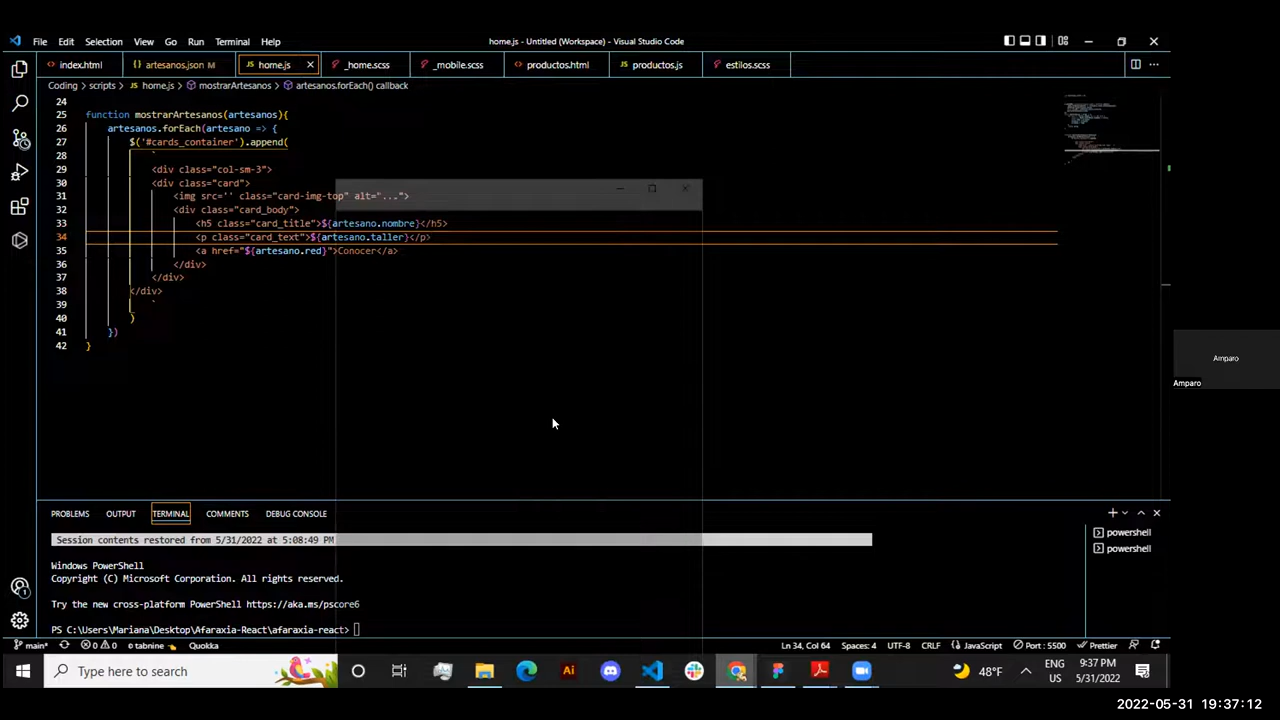 File Edit Selection View Go Run Terminal Help home.js - Untitled (Workspace) - Visual Studio Code
index.html artesanos.json M home.js _home.scss _mobile.scss productos.html productos.js estilos.scss
Coding > scripts > home.js > mostrarArtesanos > artesanos.forEach() callback
24
25 function mostrarArtesanos(artesanos){
26 artesanos.forEach(artesano => {
27 $('#cards_container').append(
28 `
29 <div class="col-sm-3">
30 <div class="card">
31 <img src='' class="card-img-top" alt="...">
32 <div class="card_body">
33 <h5 class="card_title">${artesano.nombre}</h5>
34 <p class="card_text">${artesano.taller}</p>
35 <a href="${artesano.red}">Conocer</a>
36 </div>
37 </div>
38 </div>
39 `
40 )
41 })
42 }
Amparo
Amparo
PROBLEMS OUTPUT TERMINAL COMMENTS DEBUG CONSOLE
Session contents restored from 5/31/2022 at 5:08:49 PM
powershell
powershell
Windows PowerShell
Copyright (C) Microsoft Corporation. All rights reserved.
Try the new cross-platform PowerShell https://aka.ms/pscore6
PS C:\Users\Mariana\Desktop\Afaraxia-React\afaraxia-react>
main* 0 0 tabnine Quokka Ln 34, Col 64 Spaces: 4 UTF-8 CRLF JavaScript Port : 5500 Prettier
Type here to search Ai 48°F ENG US 9:37 PM 5/31/2022
2022-05-31 19:37:12